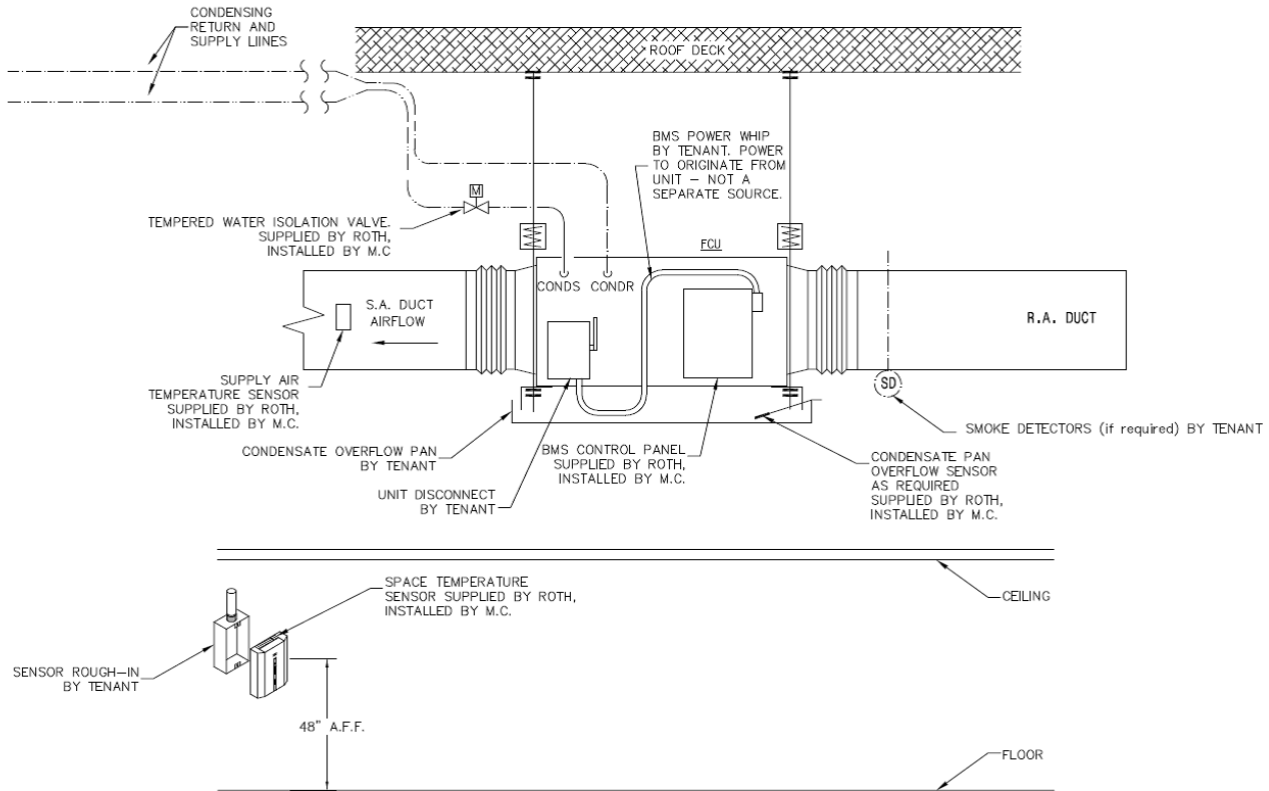 CONDENSING
RETURN AND
SUPPLY LIINES
ROOF DECK
BMS POWER WHIP
BY TENANT. POWER
TO ORIGINATE FROM
UNIT – NOT A
SEPARATE SOURCE.
M
TEMPERED WATER ISOLATION VALVE.
SUPPLIED BY ROTH,
INSTALLED BY M.C
FCU
CONDS CONDR
S.A. DUCT
AIRFLOW
R.A. DUCT
SUPPLY AIR
TEMPERATURE SENSOR
SUPPLIED BY ROTH,
INSTALLED BY M.C.
SD
SMOKE DETECTORS (if required) BY TENANT
CONDENSATE OVERFLOW PAN
BY TENANT
BMS CONTROL PANEL
SUPPLIED BY ROTH,
INSTALLED BY M.C.
CONDENSATE PAN
OVERFLOW SENSOR
AS REQUIRED
SUPPLIED BY ROTH,
INSTALLED BY M.C.
UNIT DISCONNECT
BY TENANT
SPACE TEMPERATURE
SENSOR SUPPLIED BY ROTH,
INSTALLED BY M.C.
CEILING
SENSOR ROUGH–IN
BY TENANT
48" A.F.F.
FLOOR